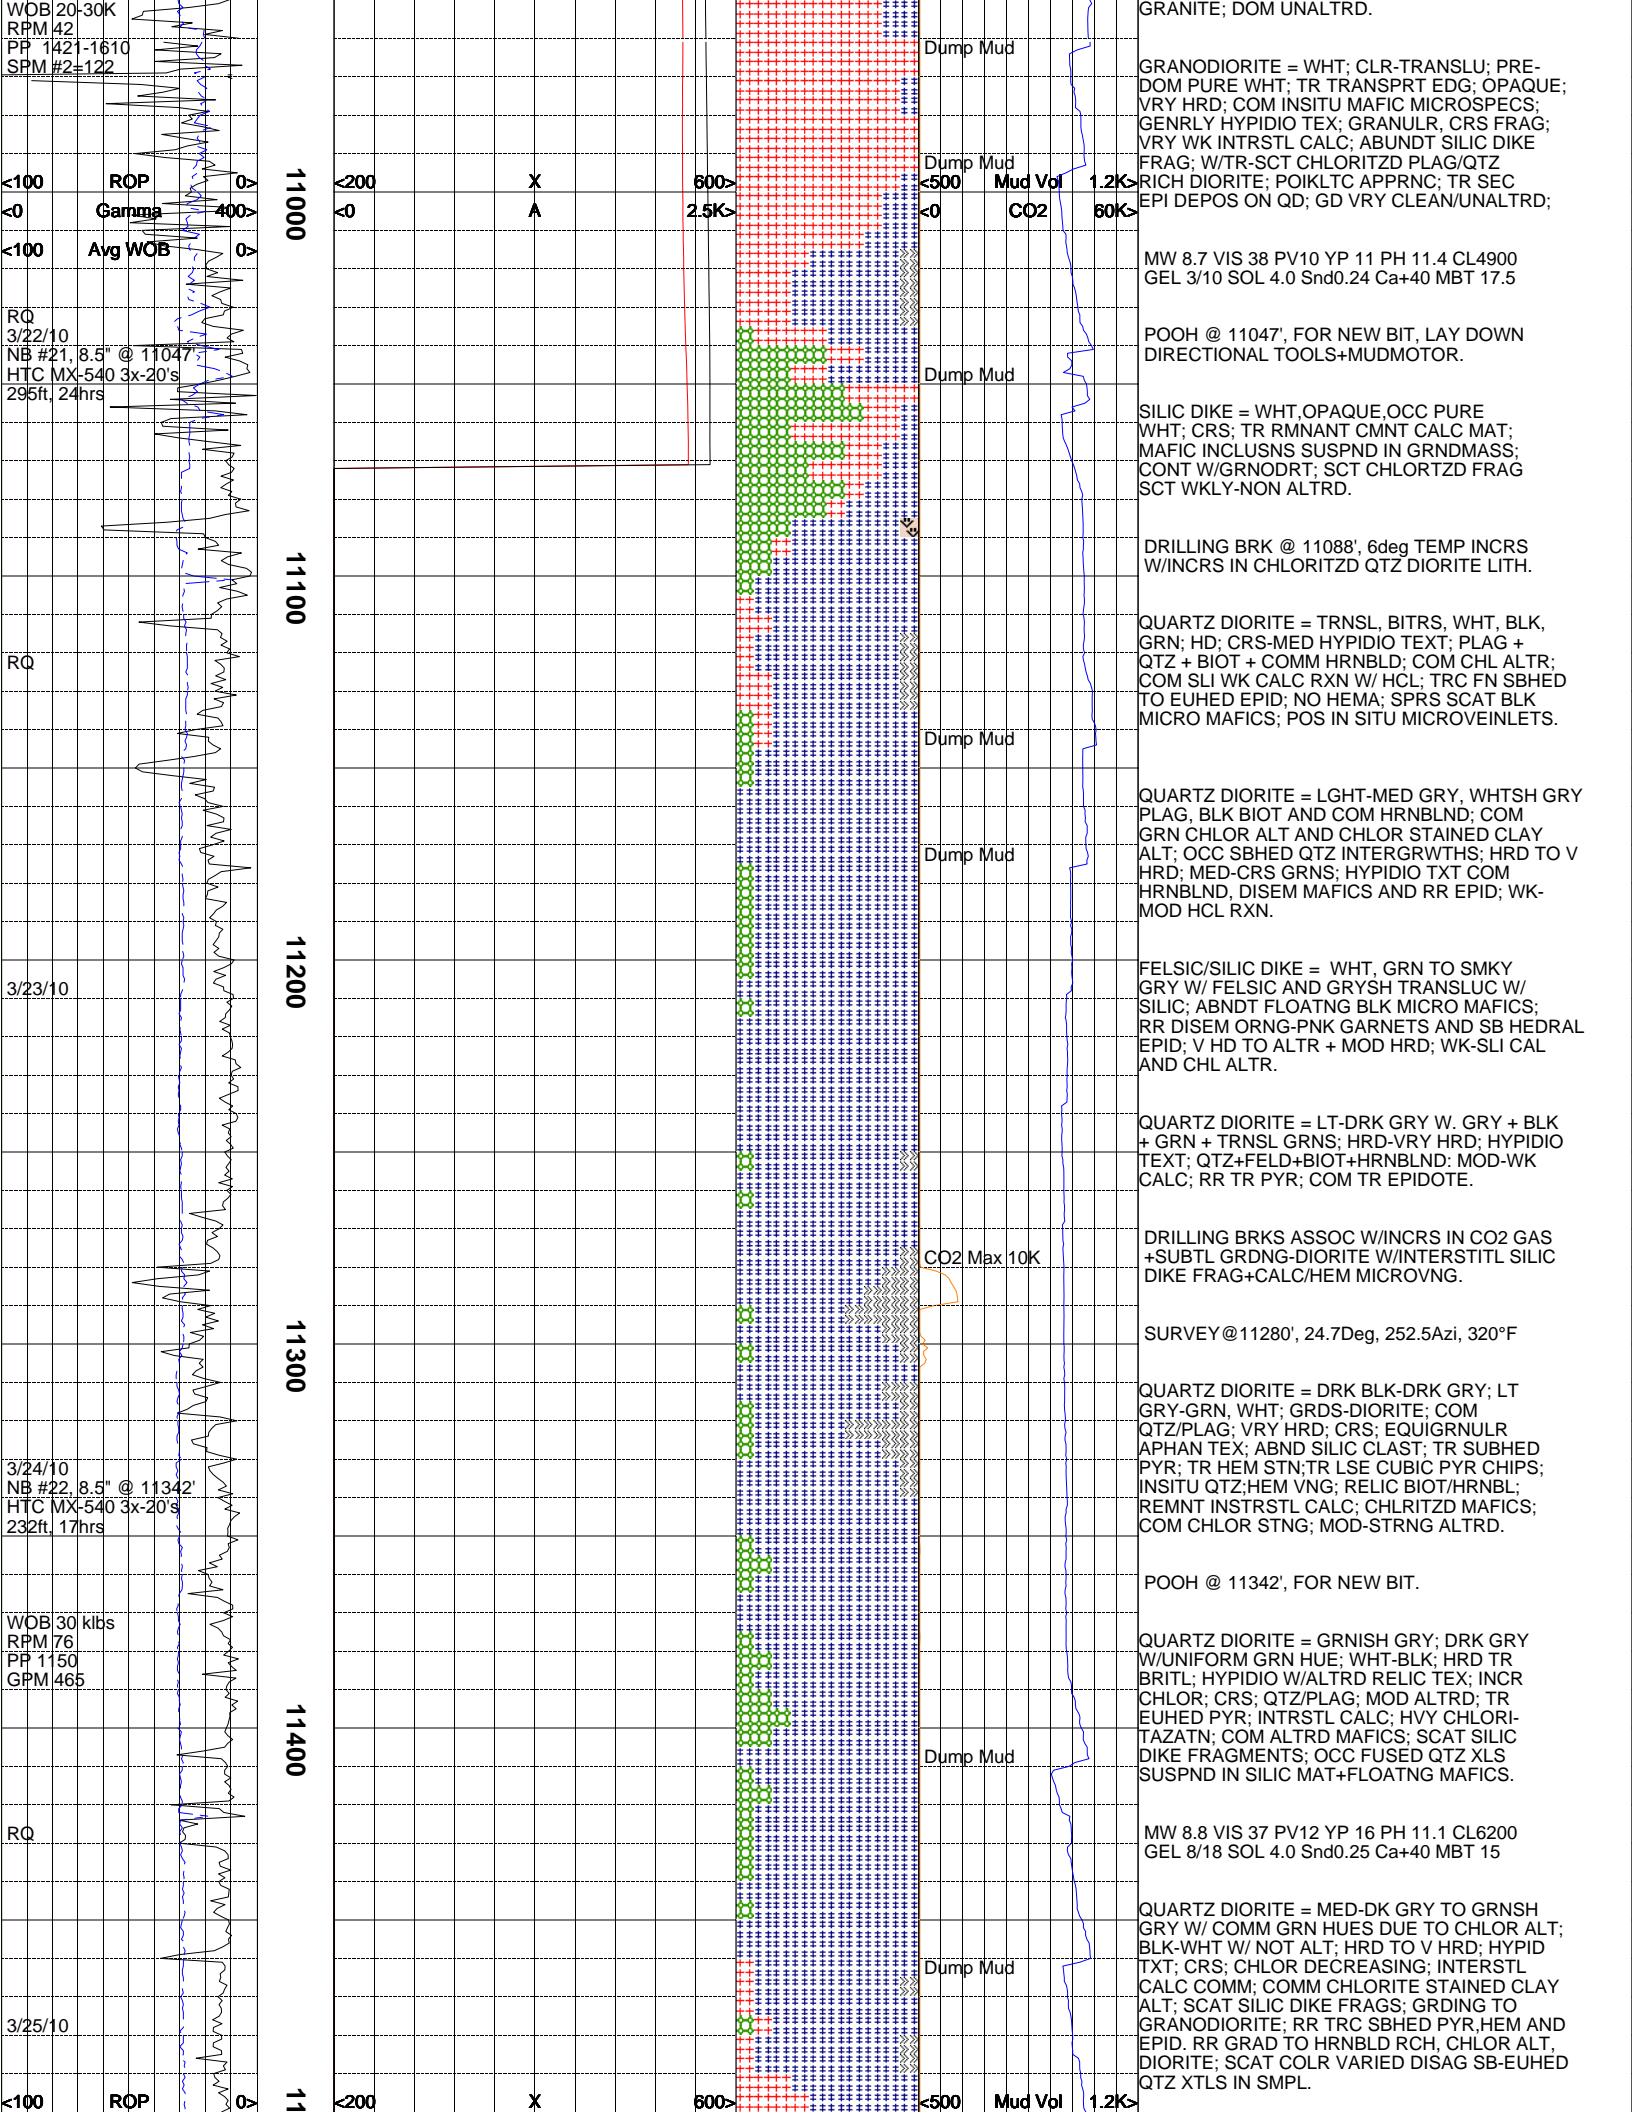 WOB 20-30K
RPM 42
PP 1421-1610
SPM #2=122
<100 ROP 0>
<0 Gamma 400>
<100 Avg WOB 0>
RQ
3/22/10
NB #21, 8.5" @ 11047'
HTC MX-540 3x-20's
295ft, 24hrs
RQ
3/23/10
3/24/10
NB #22, 8.5" @ 11342'
HTC MX-540 3x-20's
232ft, 17hrs
WOB 30 klbs
RPM 76
PP 1150
GPM 465
RQ
3/25/10
<100 ROP 0>
11000
11100
11200
11300
11400
11
<200 X 600>
<0 A 2.5K>
<200 X 600>
Dump Mud
Dump Mud
<500 Mud Vol 1.2K>
<0 CO2 60K>
Dump Mud
Dump Mud
Dump Mud
CO2 Max 10K
Dump Mud
Dump Mud
<500 Mud Vol 1.2K>
GRANITE; DOM UNALTRD.
GRANODIORITE = WHT; CLR-TRANSLU; PRE-
DOM PURE WHT; TR TRANSPRT EDG; OPAQUE;
VRY HRD; COM INSITU MAFIC MICROSPECS;
GENRLY HYPIDIO TEX; GRANULR, CRS FRAG;
VRY WK INTRSTL CALC; ABUNDT SILIC DIKE
FRAG; W/TR-SCT CHLORITZD PLAG/QTZ
RICH DIORITE; POIKLTC APPRNC; TR SEC
EPI DEPOS ON QD; GD VRY CLEAN/UNALTRD;
MW 8.7 VIS 38 PV10 YP 11 PH 11.4 CL4900
GEL 3/10 SOL 4.0 Snd0.24 Ca+40 MBT 17.5
POOH @ 11047', FOR NEW BIT, LAY DOWN
DIRECTIONAL TOOLS+MUDMOTOR.
SILIC DIKE = WHT,OPAQUE,OCC PURE
WHT; CRS; TR RMNANT CMNT CALC MAT;
MAFIC INCLUSNS SUSPND IN GRNDMASS;
CONT W/GRNODRT; SCT CHLORTZD FRAG
SCT WKLY-NON ALTRD.
DRILLING BRK @ 11088', 6deg TEMP INCRS
W/INCRS IN CHLORITZD QTZ DIORITE LITH.
QUARTZ DIORITE = TRNSL, BITRS, WHT, BLK,
GRN; HD; CRS-MED HYPIDIO TEXT; PLAG +
QTZ + BIOT + COMM HRNBLD; COM CHL ALTR;
COM SLI WK CALC RXN W/ HCL; TRC FN SBHED
TO EUHED EPID; NO HEMA; SPRS SCAT BLK
MICRO MAFICS; POS IN SITU MICROVEINLETS.
QUARTZ DIORITE = LGHT-MED GRY, WHTSH GRY
PLAG, BLK BIOT AND COM HRNBLND; COM
GRN CHLOR ALT AND CHLOR STAINED CLAY
ALT; OCC SBHED QTZ INTERGRWTHS; HRD TO V
HRD; MED-CRS GRNS; HYPIDIO TXT COM
HRNBLND, DISEM MAFICS AND RR EPID; WK-
MOD HCL RXN.
FELSIC/SILIC DIKE = WHT, GRN TO SMKY
GRY W/ FELSIC AND GRYSH TRANSLUC W/
SILIC; ABNDT FLOATNG BLK MICRO MAFICS;
RR DISEM ORNG-PNK GARNETS AND SB HEDRAL
EPID; V HD TO ALTR + MOD HRD; WK-SLI CAL
AND CHL ALTR.
QUARTZ DIORITE = LT-DRK GRY W. GRY + BLK
+ GRN + TRNSL GRNS; HRD-VRY HRD; HYPIDIO
TEXT; QTZ+FELD+BIOT+HRNBLND: MOD-WK
CALC; RR TR PYR; COM TR EPIDOTE.
DRILLING BRKS ASSOC W/INCRS IN CO2 GAS
+SUBTL GRDNG-DIORITE W/INTERSTITL SILIC
DIKE FRAG+CALC/HEM MICROVNG.
SURVEY@11280', 24.7Deg, 252.5Azi, 320°F
QUARTZ DIORITE = DRK BLK-DRK GRY; LT
GRY-GRN, WHT; GRDS-DIORITE; COM
QTZ/PLAG; VRY HRD; CRS; EQUIGRNULR
APHAN TEX; ABND SILIC CLAST; TR SUBHED
PYR; TR HEM STN;TR LSE CUBIC PYR CHIPS;
INSITU QTZ;HEM VNG; RELIC BIOT/HRNBL;
REMNT INSTRSTL CALC; CHLRITZD MAFICS;
COM CHLOR STNG; MOD-STRNG ALTRD.
POOH @ 11342', FOR NEW BIT.
QUARTZ DIORITE = GRNISH GRY; DRK GRY
W/UNIFORM GRN HUE; WHT-BLK; HRD TR
BRITL; HYPIDIO W/ALTRD RELIC TEX; INCR
CHLOR; CRS; QTZ/PLAG; MOD ALTRD; TR
EUHED PYR; INTRSTL CALC; HVY CHLORI-
TAZATN; COM ALTRD MAFICS; SCAT SILIC
DIKE FRAGMENTS; OCC FUSED QTZ XLS
SUSPND IN SILIC MAT+FLOATNG MAFICS.
MW 8.8 VIS 37 PV12 YP 16 PH 11.1 CL6200
GEL 8/18 SOL 4.0 Snd0.25 Ca+40 MBT 15
QUARTZ DIORITE = MED-DK GRY TO GRNSH
GRY W/ COMM GRN HUES DUE TO CHLOR ALT;
BLK-WHT W/ NOT ALT; HRD TO V HRD; HYPID
TXT; CRS; CHLOR DECREASING; INTERSTL
CALC COMM; COMM CHLORITE STAINED CLAY
ALT; SCAT SILIC DIKE FRAGS; GRDING TO
GRANODIORITE; RR TRC SBHED PYR,HEM AND
EPID. RR GRAD TO HRNBLD RCH, CHLOR ALT,
DIORITE; SCAT COLR VARIED DISAG SB-EUHED
QTZ XTLS IN SMPL.